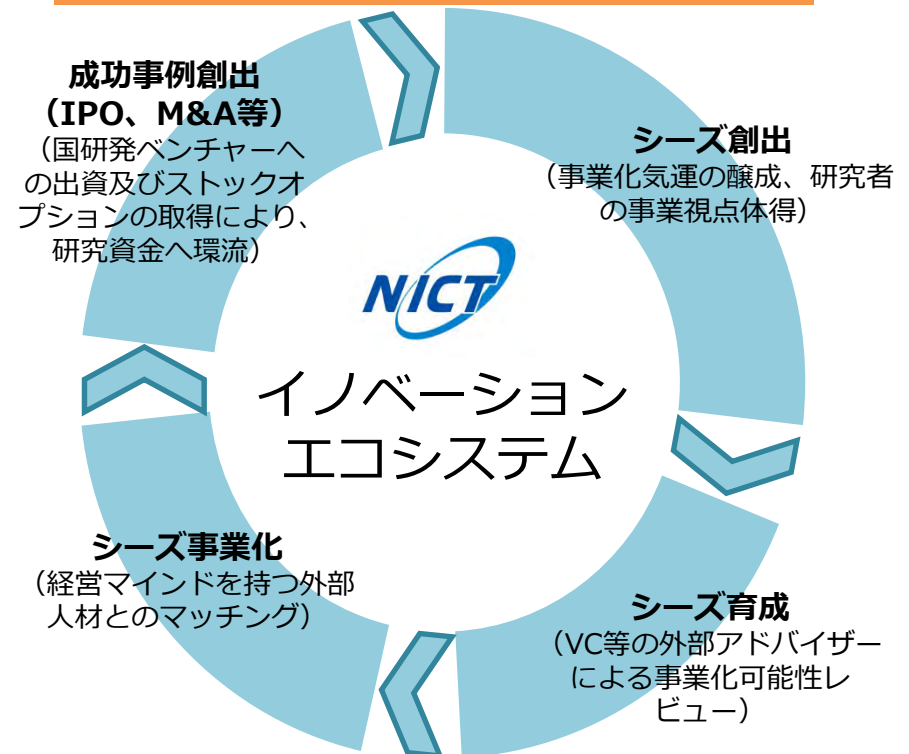 成功事例創出
（IPO、M&A等）
（国研発ベンチャーへ
の出資及びストックオ
プションの取得により、
研究資金へ環流）
シーズ創出
（事業化気運の醸成、研究者
の事業視点体得）
NICT
イノベーション
エコシステム
シーズ事業化
（経営マインドを持つ外部
人材とのマッチング）
シーズ育成
（VC等の外部アドバイザー
による事業化可能性レ
ビュー）